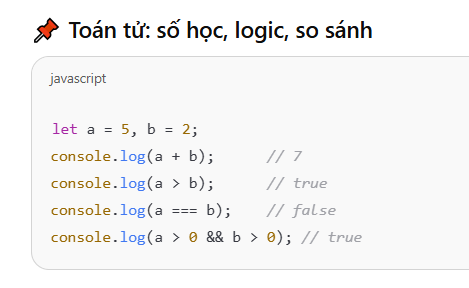 📌 Toán tử: số học, logic, so sánh
javascript
let a = 5, b = 2;
console.log(a + b);      // 7
console.log(a > b);      // true
console.log(a === b);    // false
console.log(a > 0 && b > 0); // true